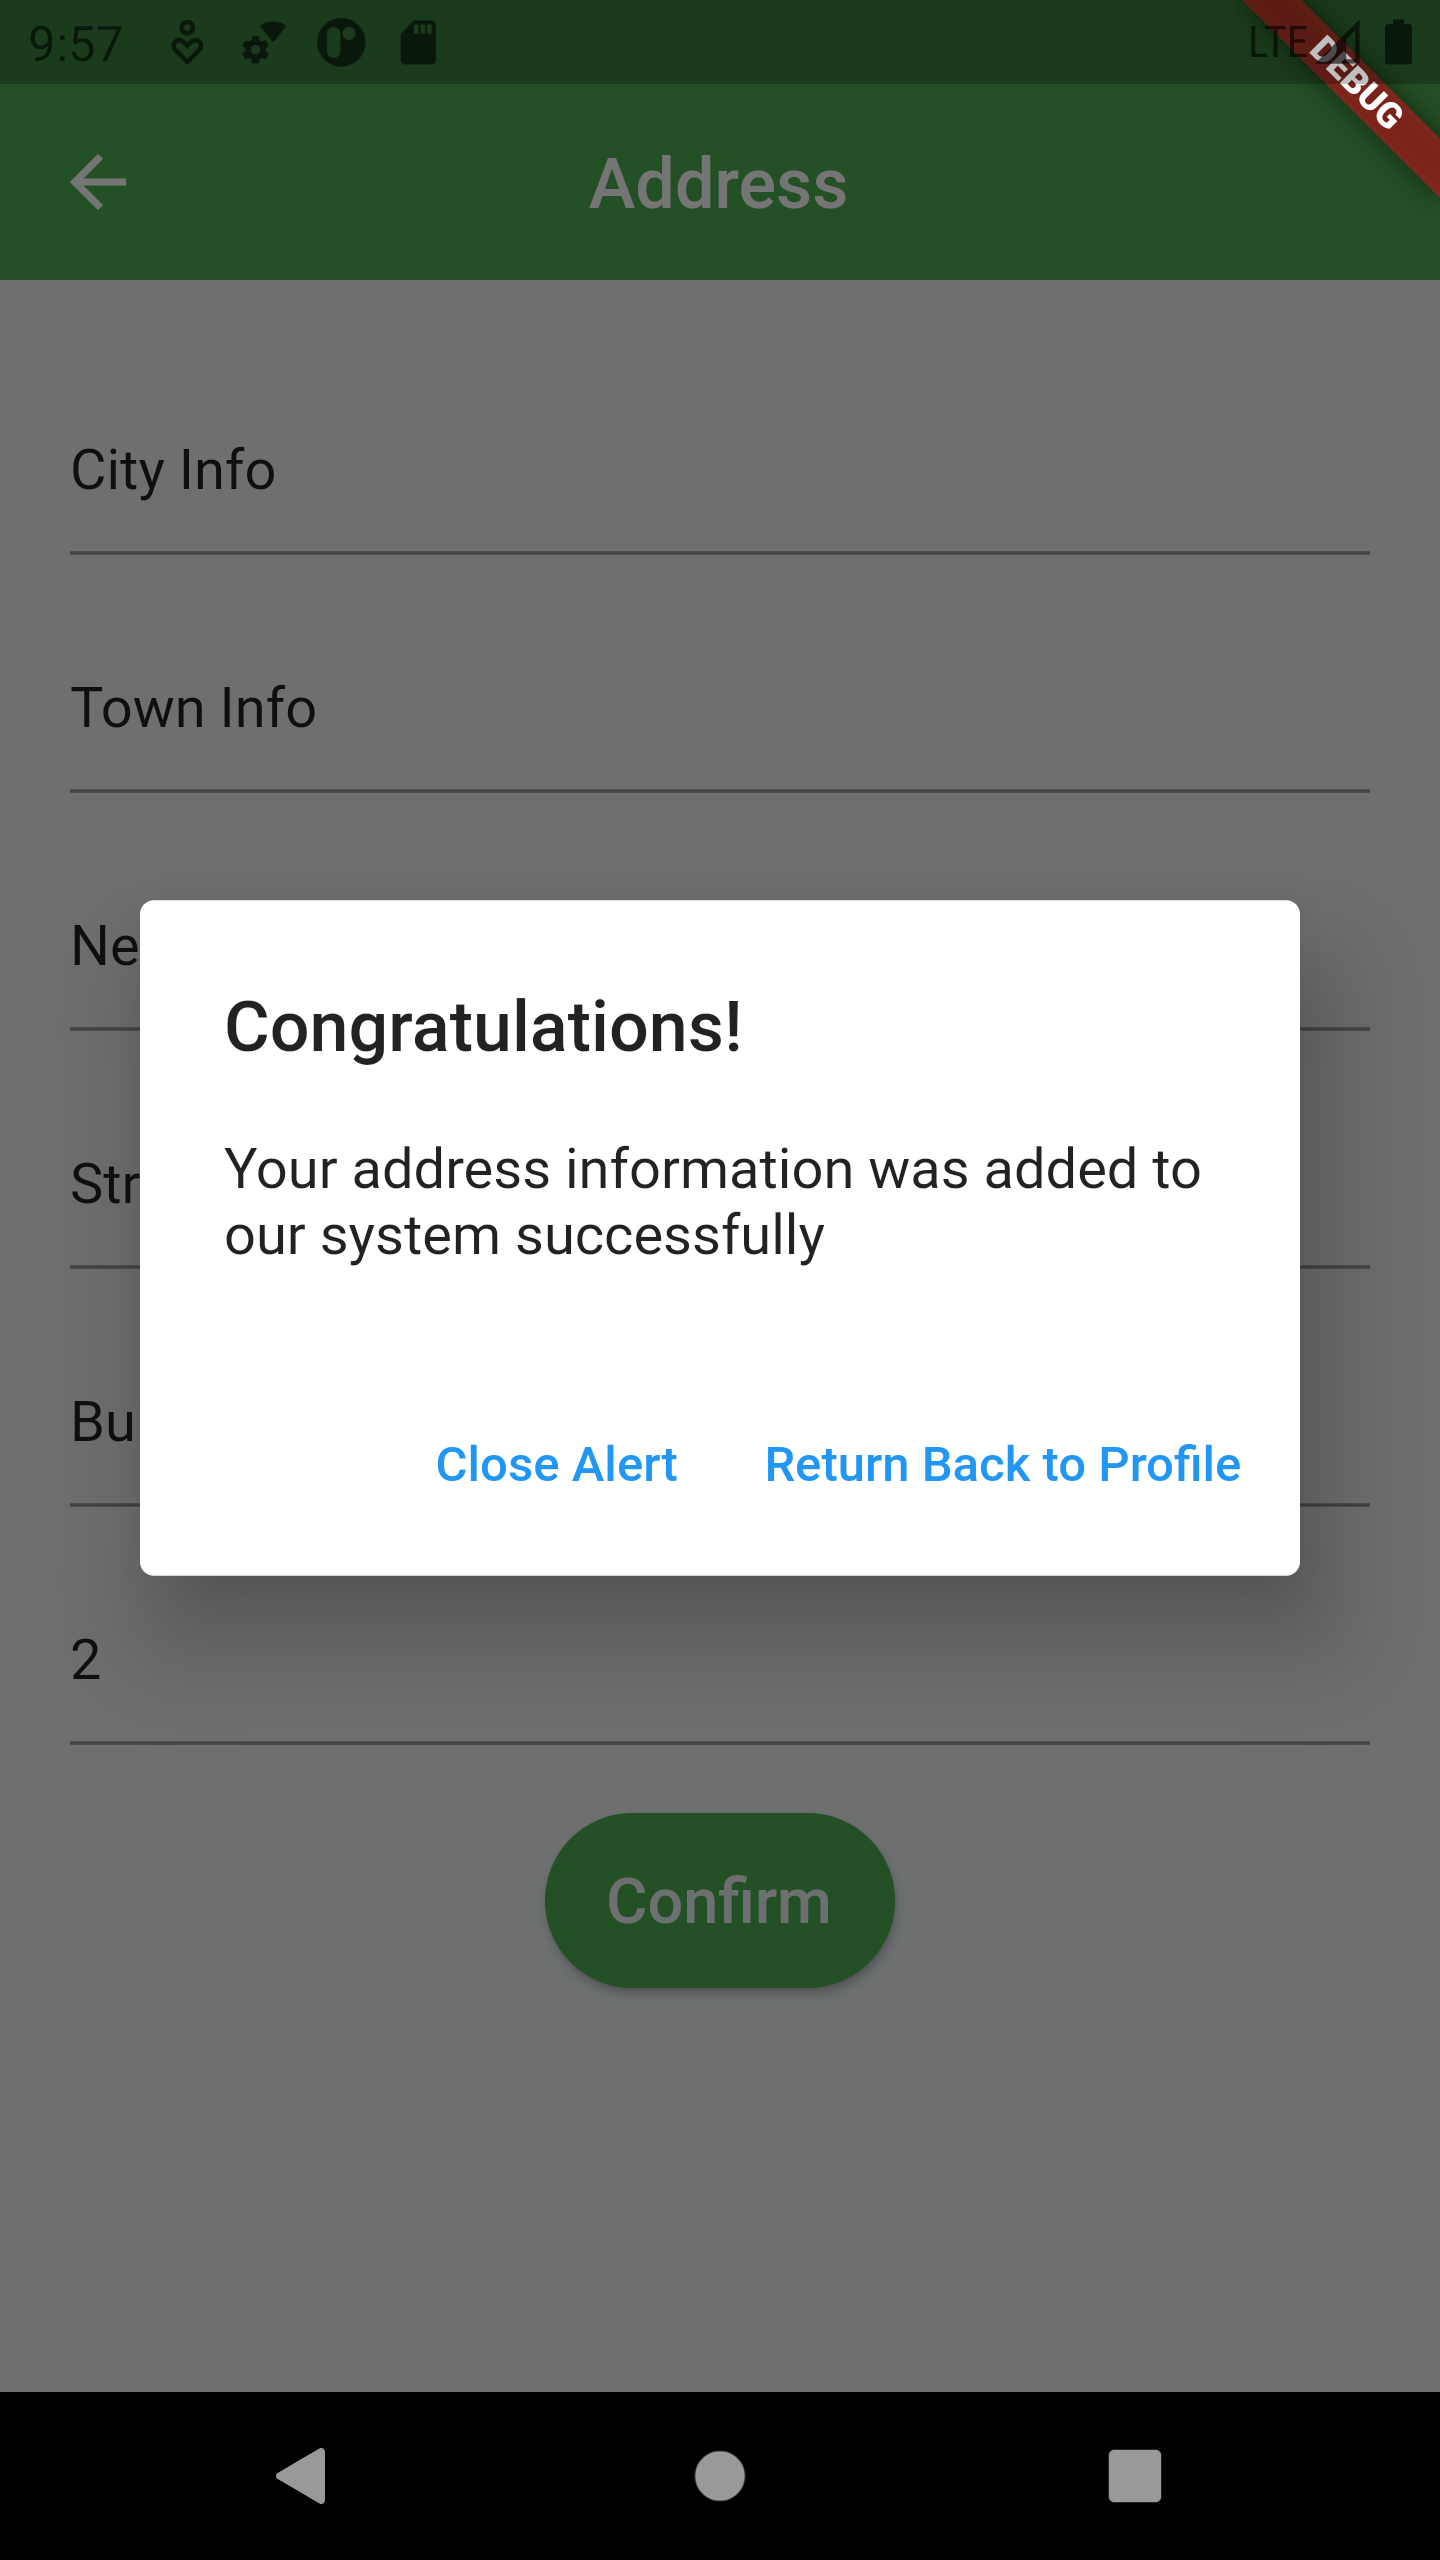 9:57
LTE
DEBUG
Address
City Info
Town Info
Ne
Congratulations!
Your address information was added to
our system successfully
Str
Bu
Close Alert
Return Back to Profile
2
Confirm